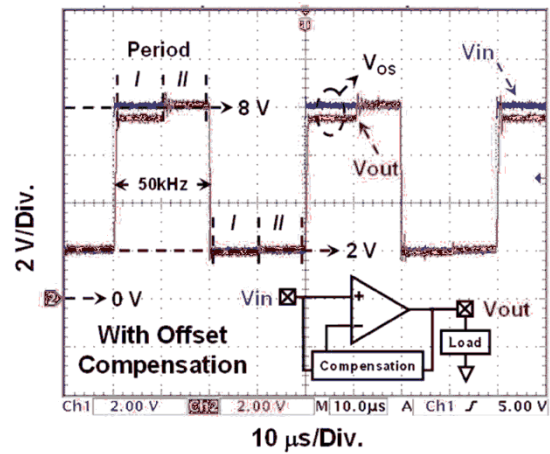 Period
I II
I II
8 V
V_OS
Vin
Vout
50kHz
2 V
0 V
2 V/Div.
With Offset
Compensation
Vin
+
−
Vout
Compensation
Load
2
Ch1 2.00 V Ch2 2.00 V M 10.0µs A Ch1 5.00 V
10 µs/Div.